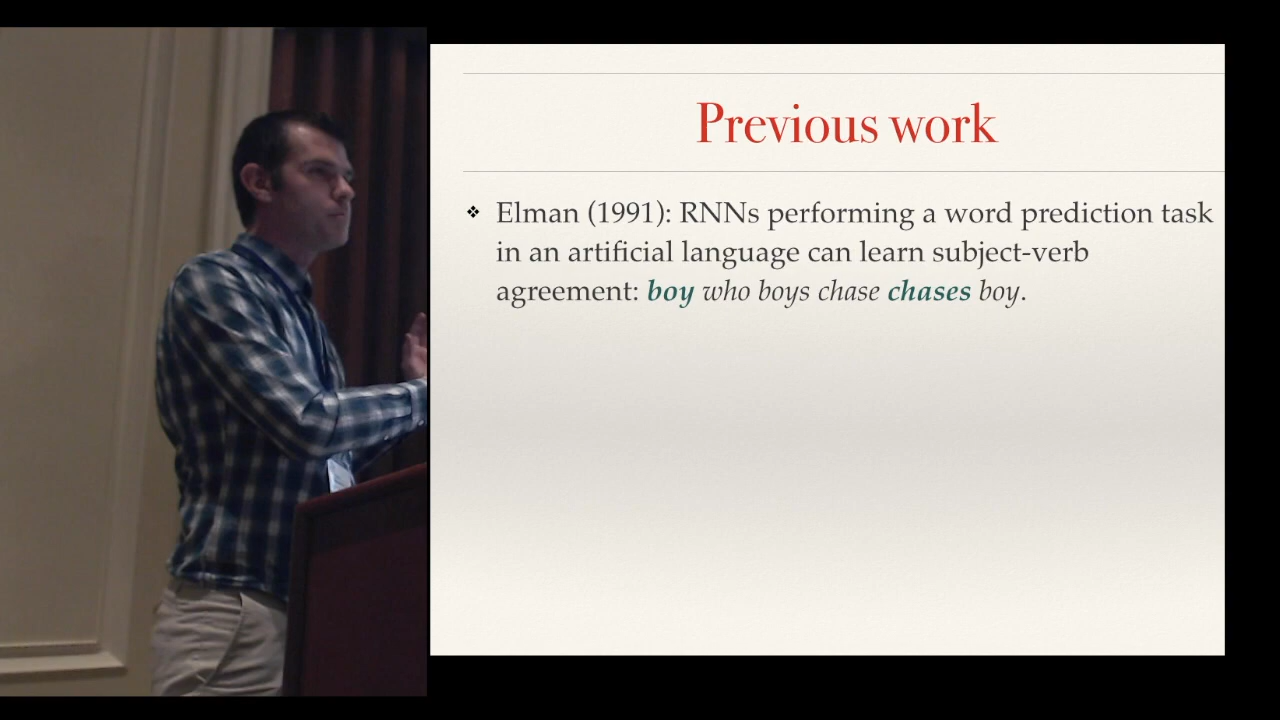 Previous work
❖ Elman (1991): RNNs performing a word prediction task
in an artificial language can learn subject-verb
agreement: boy who boys chase chases boy.